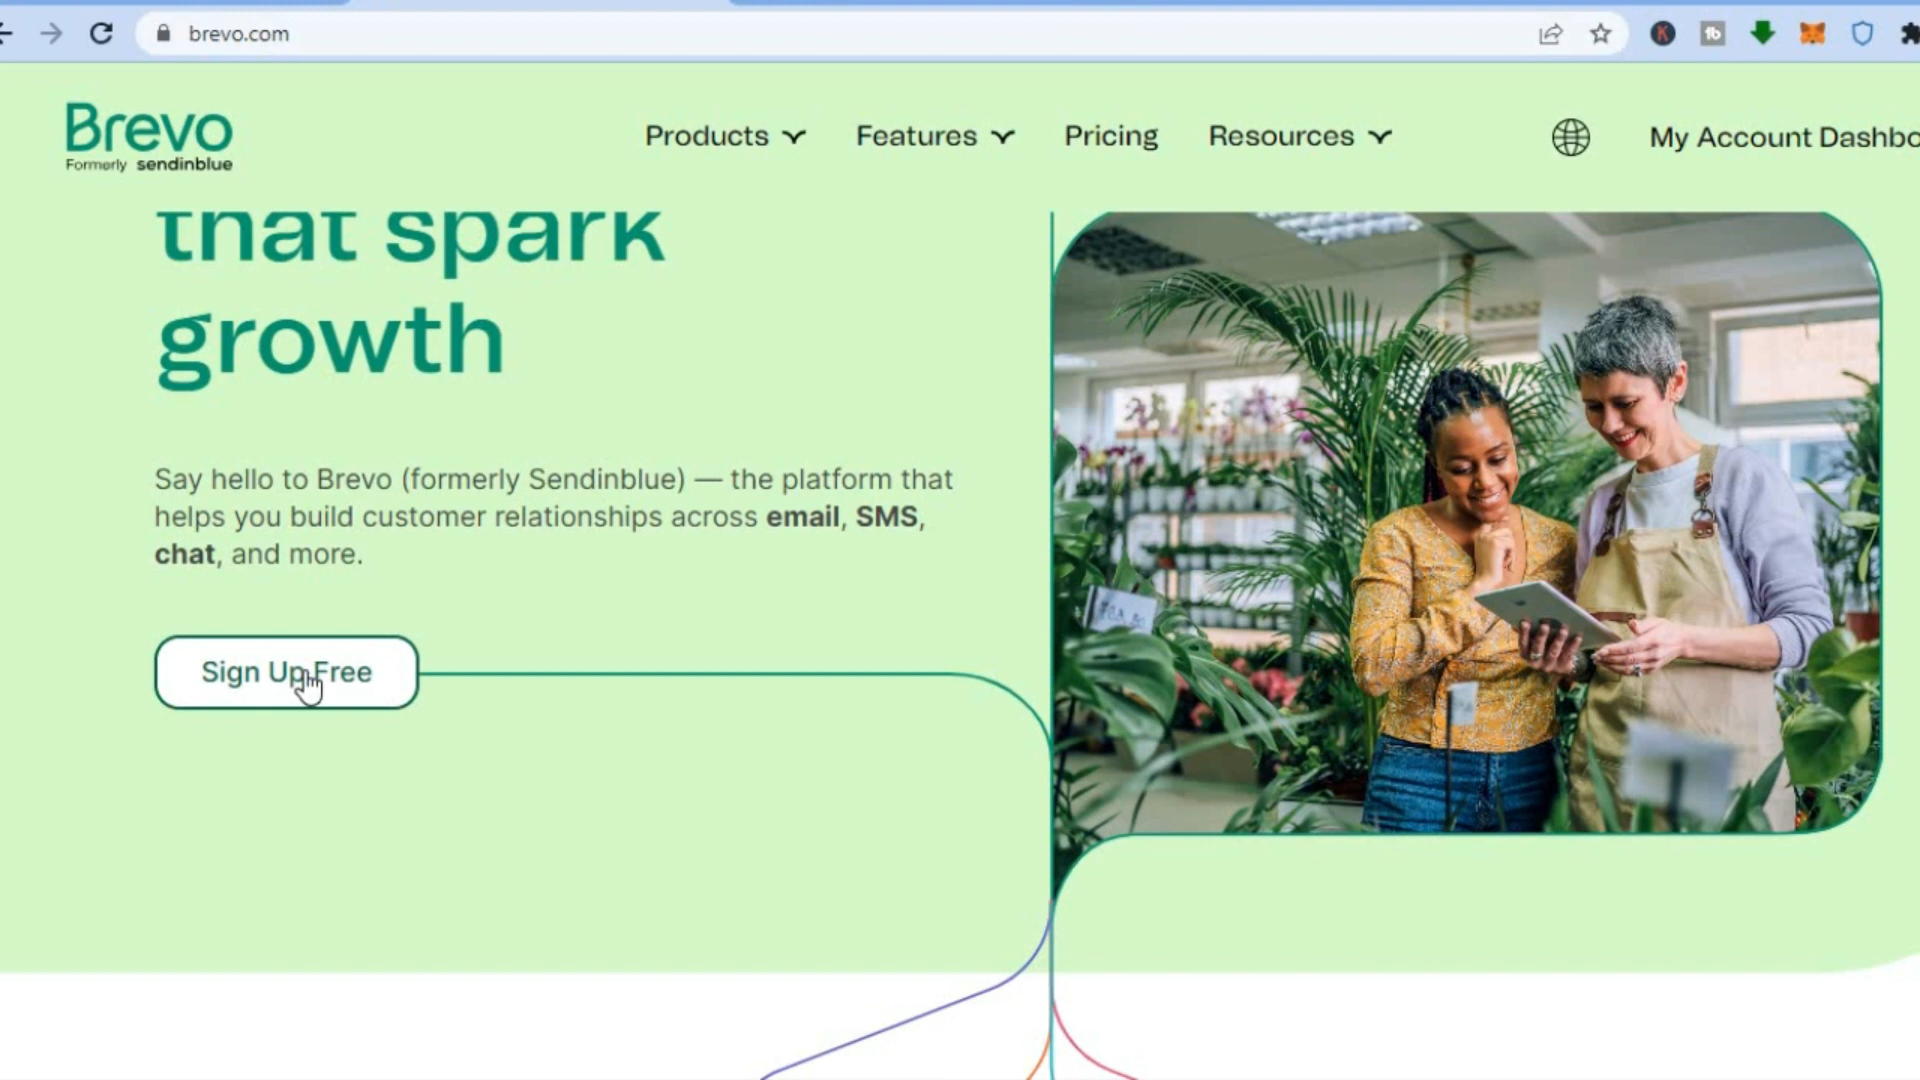 brevo.com
Brevo
Formerly sendinblue
Products
Features
Pricing
Resources
My Account Dashbo
that spark
growth
Say hello to Brevo (formerly Sendinblue) — the platform that
helps you build customer relationships across email, SMS,
chat, and more.
Sign Up Free